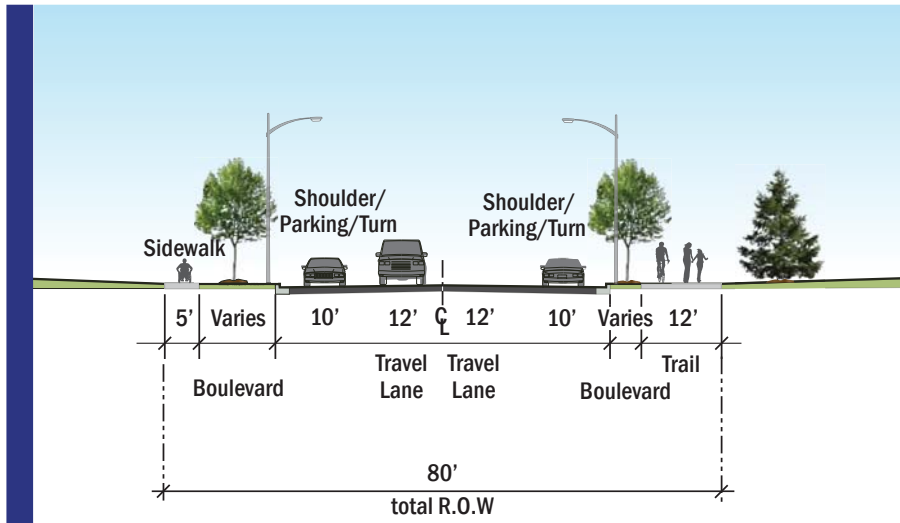 Shoulder/
Parking/Turn
Shoulder/
Parking/Turn
Sidewalk
5’ Varies 10’ 12’ ℄ 12’ 10’ Varies 12’
Travel
Lane
Travel
Lane
Trail
Boulevard
Boulevard
80’
total R.O.W